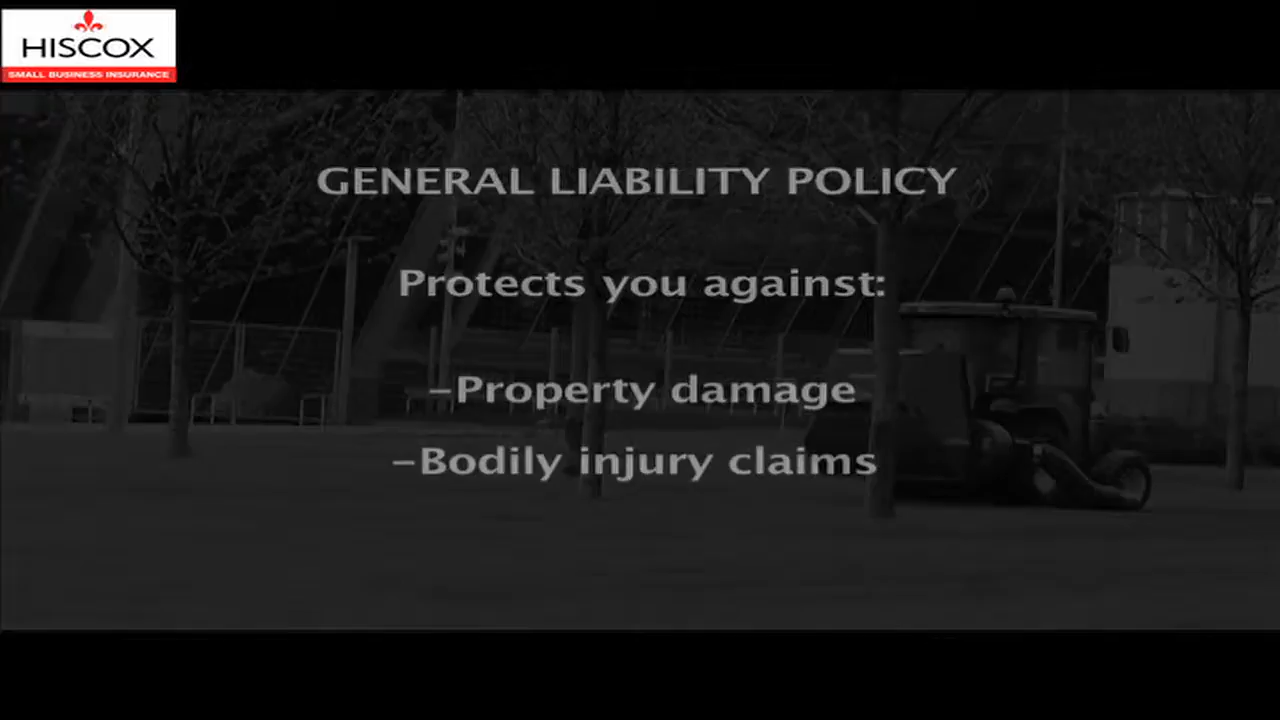 HISCOX
SMALL BUSINESS INSURANCE
GENERAL LIABILITY POLICY
Protects you against:
-Property damage
-Bodily injury claims